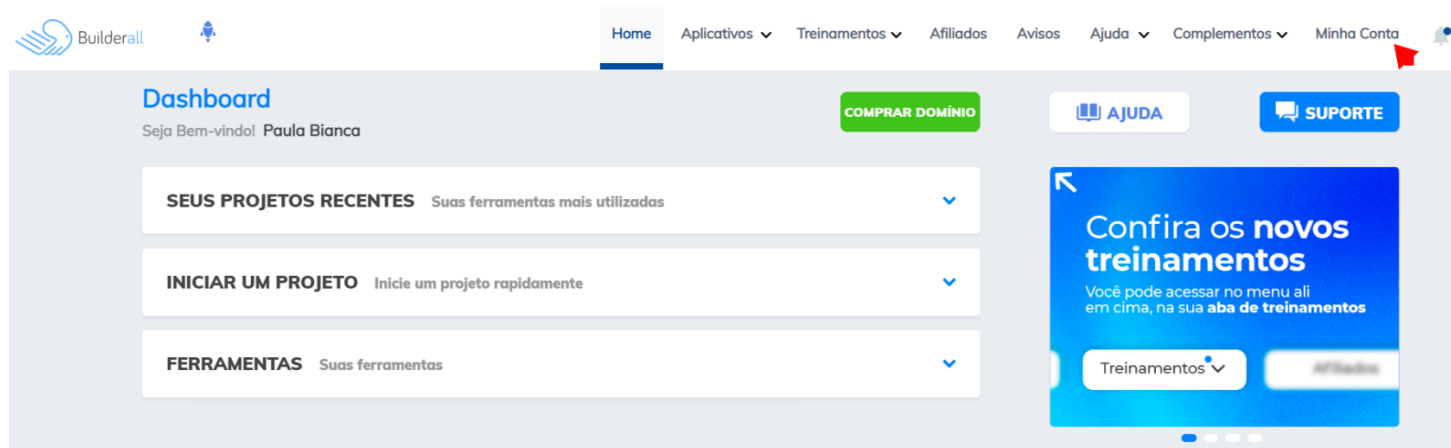 Builderall
Home Aplicativos Treinamentos Afiliados Avisos Ajuda Complementos Minha Conta
Dashboard
Seja Bem-vindo! Paula Bianca
COMPRAR DOMÍNIO
AJUDA
SUPORTE
SEUS PROJETOS RECENTES Suas ferramentas mais utilizadas
INICIAR UM PROJETO Inicie um projeto rapidamente
FERRAMENTAS Suas ferramentas
Confira os novos
treinamentos
Você pode acessar no menu ali
em cima, na sua aba de treinamentos
Treinamentos
Afiliados